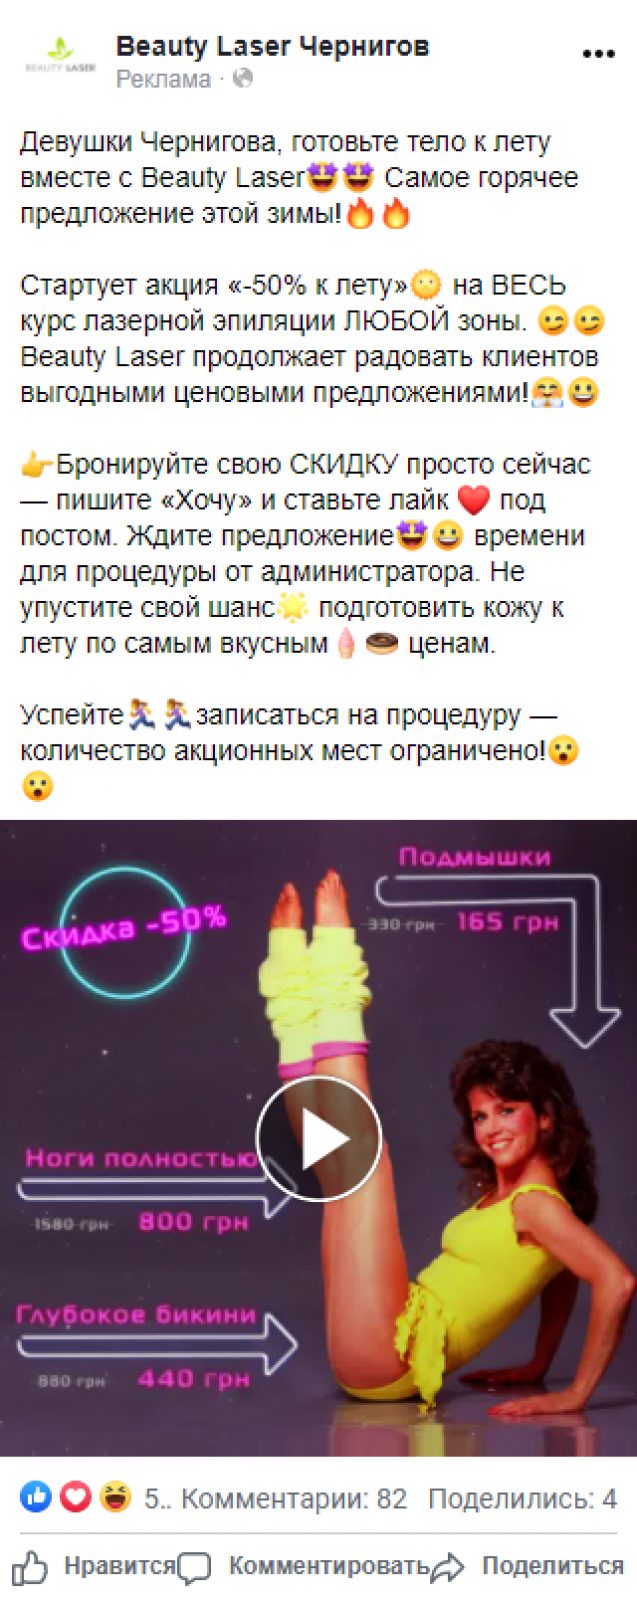 Beauty Laser Чернигов
BEAUTY LASER
Реклама ·
Девушки Чернигова, готовьте тело к лету
вместе с Beauty Laser🤩🤩 Самое горячее
предложение этой зимы!🔥🔥
Стартует акция «-50% к лету»🌝 на ВЕСЬ
курс лазерной эпиляции ЛЮБОЙ зоны. 😏😏
Beauty Laser продолжает радовать клиентов
выгодными ценовыми предложениями!🤗😀
👉Бронируйте свою СКИДКУ просто сейчас
— пишите «Хочу» и ставьте лайк ❤️ под
постом. Ждите предложение🤩😀 времени
для процедуры от администратора. Не
упустите свой шанс🌟 подготовить кожу к
лету по самым вкусным🍦🍩 ценам.
Успейте🏃‍♀️🏃‍♀️записаться на процедуру —
количество акционных мест ограничено!😮
😮
Подмышки
330 грн 165 грн
Скидка -50%
Ноги полностью
1580 грн 800 грн
Глубокое бикини
880 грн 440 грн
5.. Комментарии: 82 Поделились: 4
Нравится Комментировать Поделиться